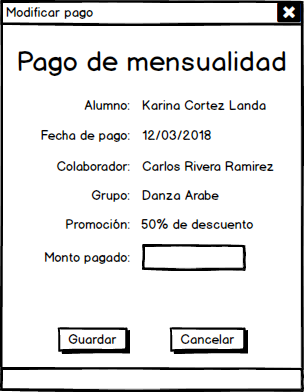 Modificar pago
Pago de mensualidad
Alumno: Karina Cortez Landa
Fecha de pago: 12/03/2018
Colaborador: Carlos Rivera Ramirez
Grupo: Danza Arabe
Promoción: 50% de descuento
Monto pagado:
Guardar Cancelar